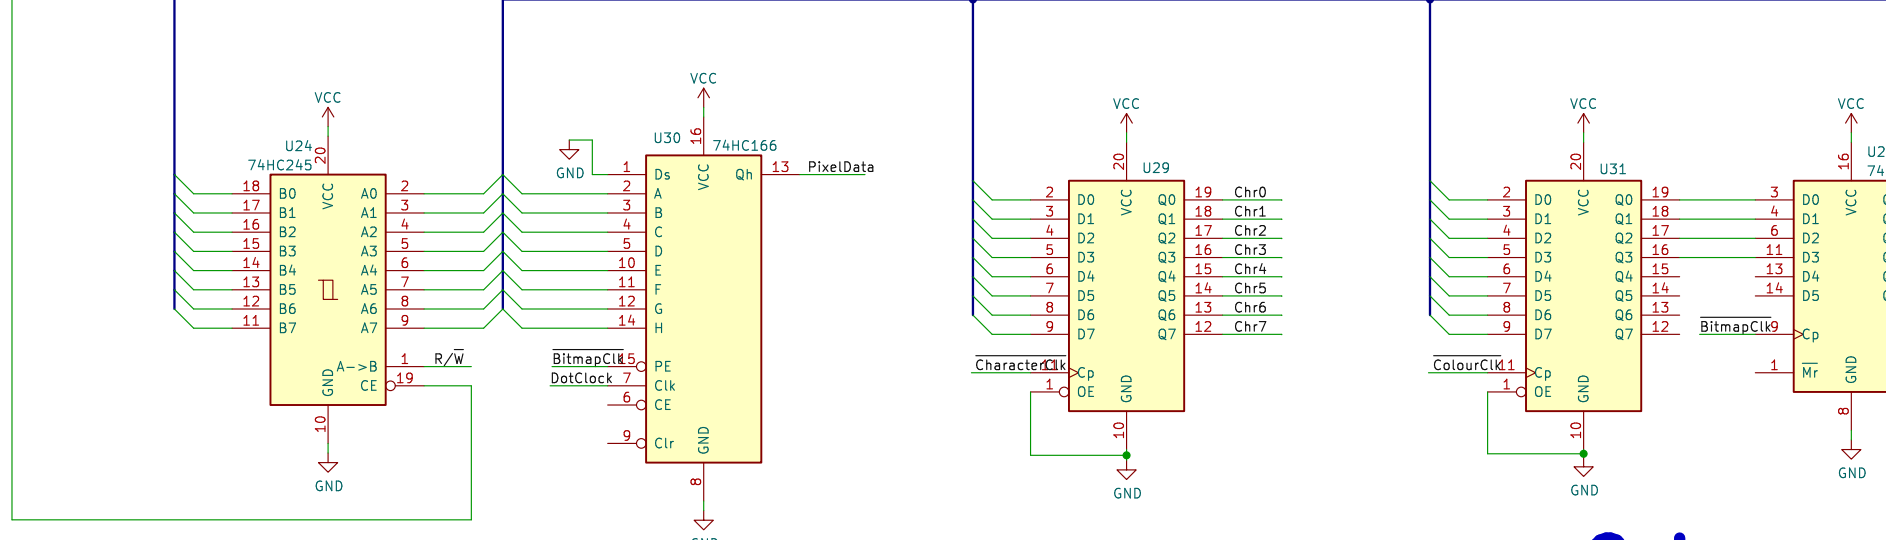 VCC
U24
74HC245
20
VCC
18 B0 A0 2
17 B1 A1 3
16 B2 A2 4
15 B3 A3 5
14 B4 A4 6
13 B5 A5 7
12 B6 A6 8
11 B7 A7 9
A->B 1 R/W
CE 19
GND
10
GND
VCC
U30
16
74HC166
GND
1 Ds VCC Qh 13 PixelData
2 A
3 B
4 C
5 D
10 E
11 F
12 G
14 H
BitmapClk 15 PE
DotClock 7 Clk
6 CE
9 Clr
GND
8
VCC
20
U29
VCC
2 D0 Q0 19 Chr0
3 D1 Q1 18 Chr1
4 D2 Q2 17 Chr2
5 D3 Q3 16 Chr3
6 D4 Q4 15 Chr4
7 D5 Q5 14 Chr5
8 D6 Q6 13 Chr6
9 D7 Q7 12 Chr7
CharacterClk 11 Cp
1 OE
GND
10
GND
VCC
20
U31
VCC
2 D0 Q0 19
3 D1 Q1 18
4 D2 Q2 17
5 D3 Q3 16
6 D4 Q4 15
7 D5 Q5 14
8 D6 Q6 13
9 D7 Q7 12
ColourClk 11 Cp
1 OE
GND
10
GND
VCC
16
VCC
3 D0
4 D1
6 D2
11 D3
13 D4
14 D5
BitmapClk 9 Cp
1 Mr
GND
8
GND